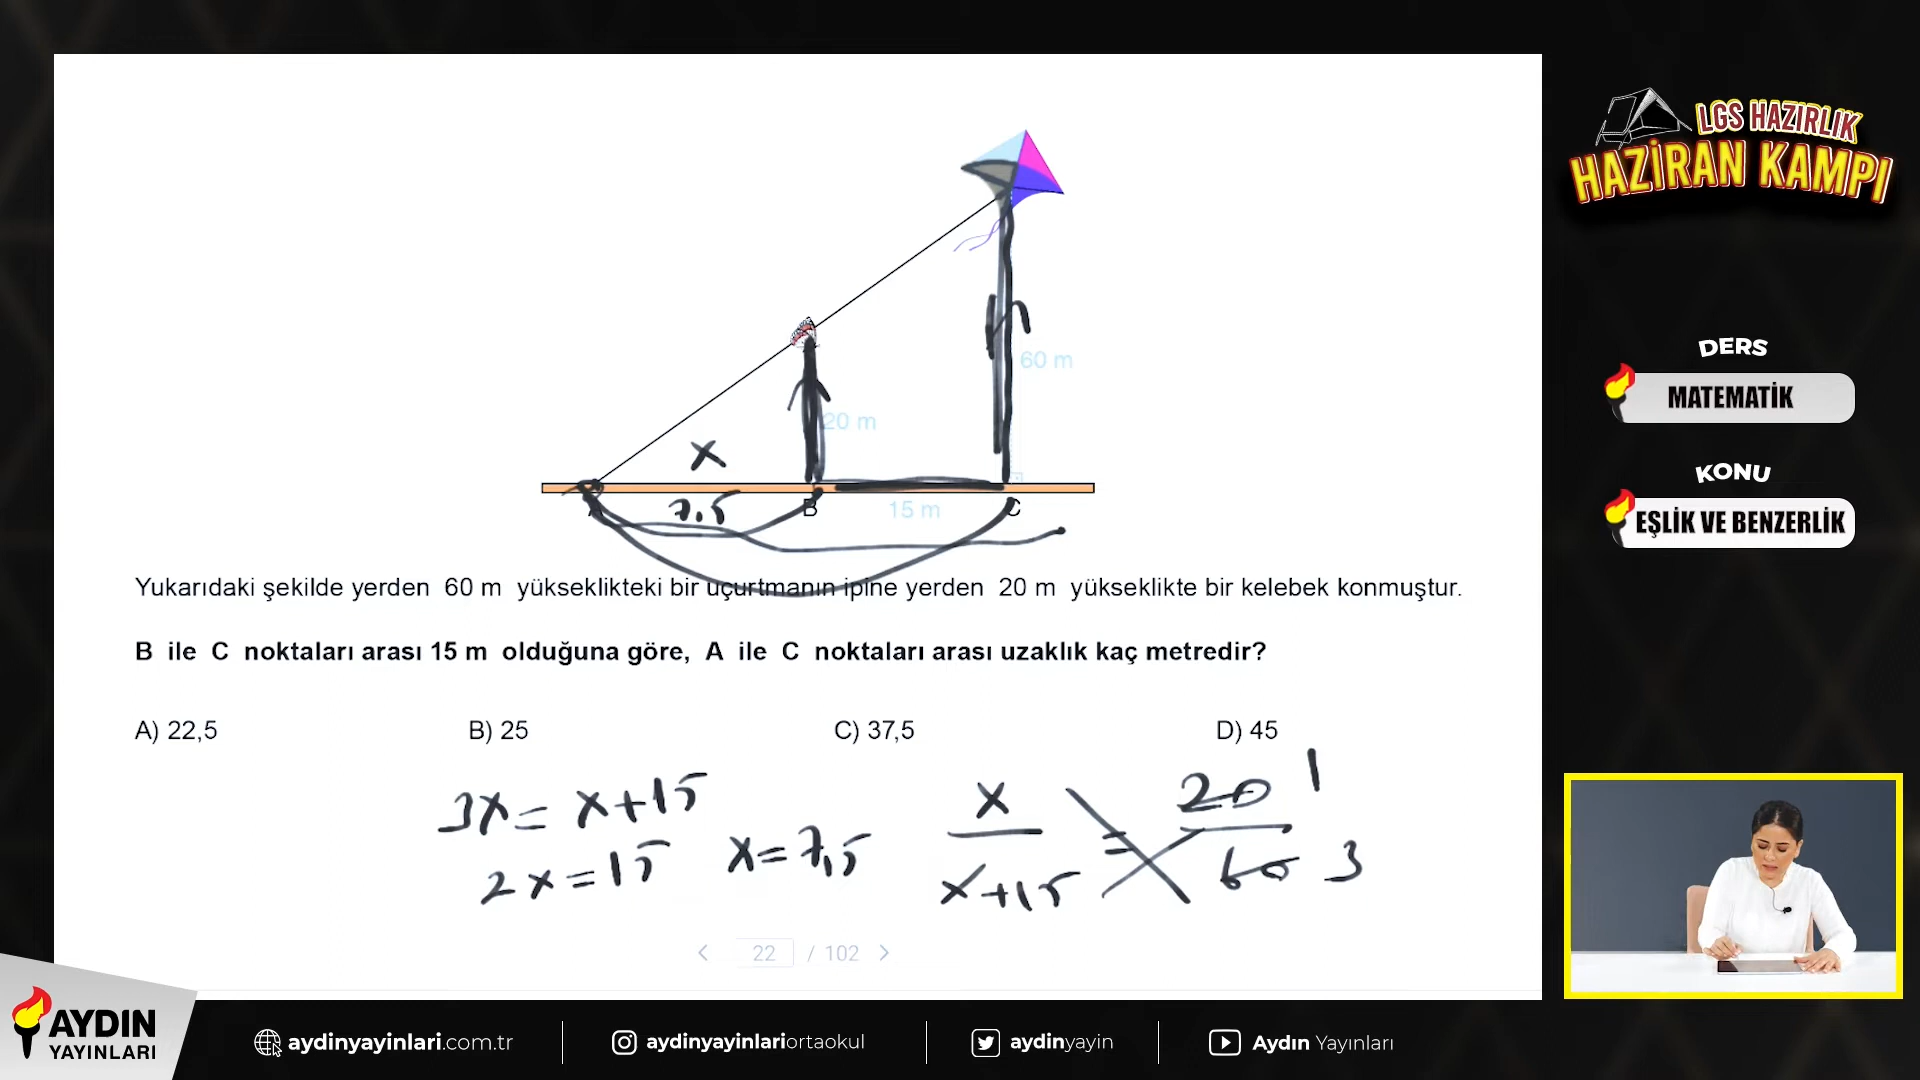 LGS HAZIRLIK
HAZİRAN KAMPI
60 m
20 m
x
7,5
A
B
15 m
C
Yukarıdaki şekilde yerden 60 m yükseklikteki bir uçurtmanın ipine yerden 20 m yükseklikte bir kelebek konmuştur.
B ile C noktaları arası 15 m olduğuna göre, A ile C noktaları arası uzaklık kaç metredir?
A) 22,5 B) 25 C) 37,5 D) 45
3x = x+15
2x = 15
x = 7,5
x / x+15 = 20 / 60
1
3
22 / 102
DERS
MATEMATİK
KONU
EŞLİK VE BENZERLİK
AYDIN
YAYINLARI
aydinyayinlari.com.tr
aydinyayinlariortaokul
aydinyayin
Aydın Yayınları